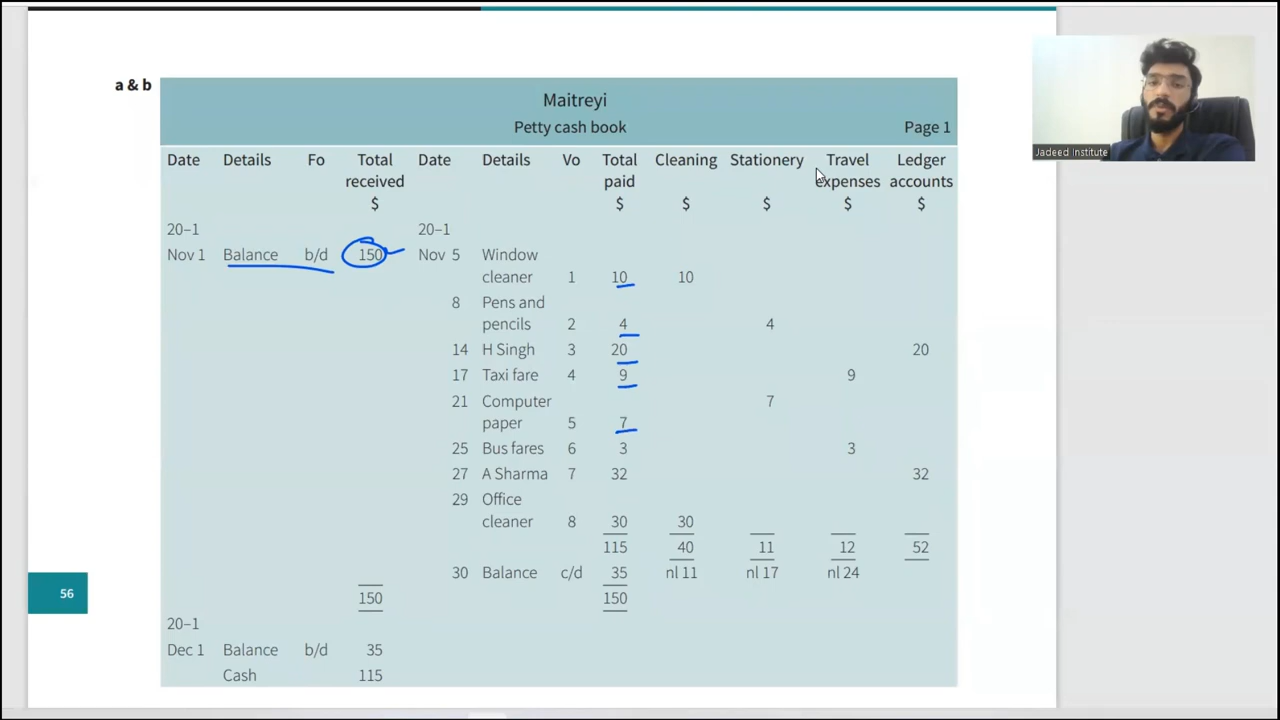 a & b
Maitreyi
Petty cash book Page 1
Date Details Fo Total Date Details Vo Total Cleaning Stationery Travel Ledger
received paid expenses accounts
$ $ $ $ $ $
20–1 20–1
Nov 1 Balance b/d 150 Nov 5 Window
cleaner 1 10 10
8 Pens and
pencils 2 4 4
14 H Singh 3 20 20
17 Taxi fare 4 9 9
21 Computer 7
paper 5 7
25 Bus fares 6 3 3
27 A Sharma 7 32 32
29 Office
cleaner 8 30 30
115 40 11 12 52
30 Balance c/d 35 nl 11 nl 17 nl 24
150 150
20–1
Dec 1 Balance b/d 35
Cash 115
56
Jadeed Institute